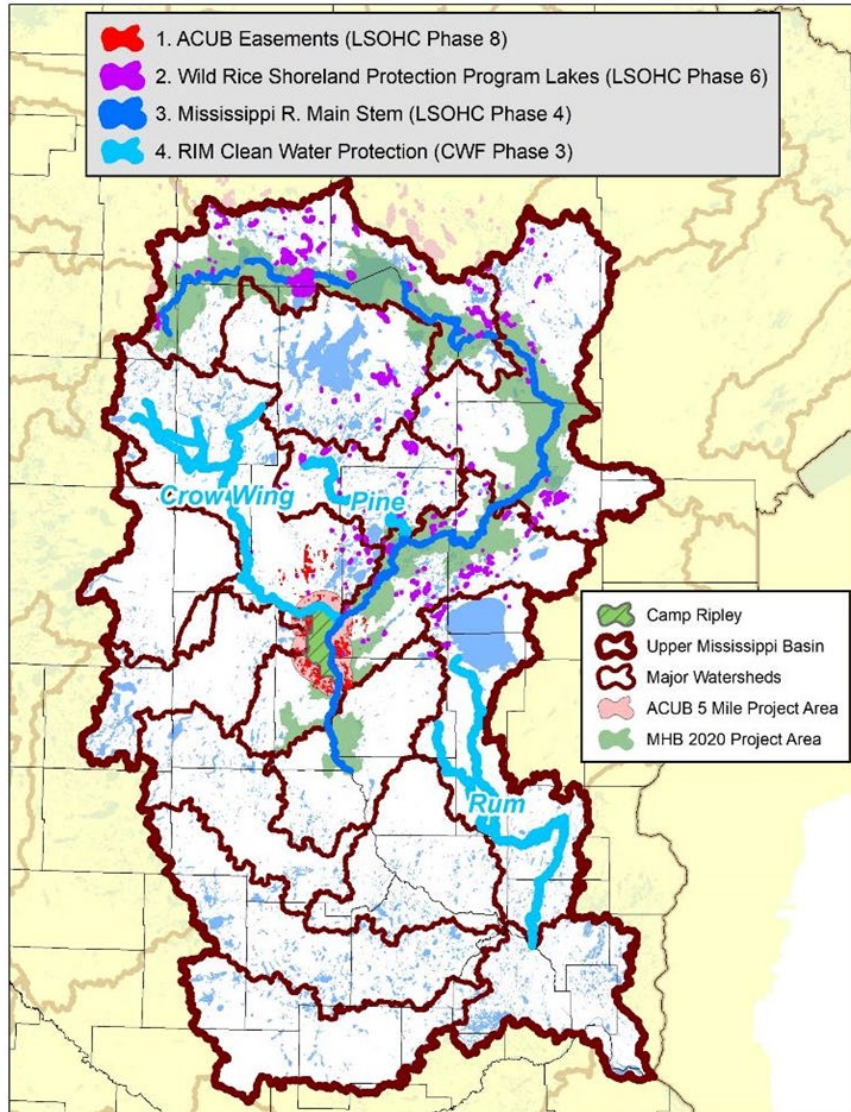 1. ACUB Easements (LSOHC Phase 8)
2. Wild Rice Shoreland Protection Program Lakes (LSOHC Phase 6)
3. Mississippi R. Main Stem (LSOHC Phase 4)
4. RIM Clean Water Protection (CWF Phase 3)
Crow Wing
Pine
Camp Ripley
Upper Mississippi Basin
Major Watersheds
ACUB 5 Mile Project Area
MHB 2020 Project Area
Rum